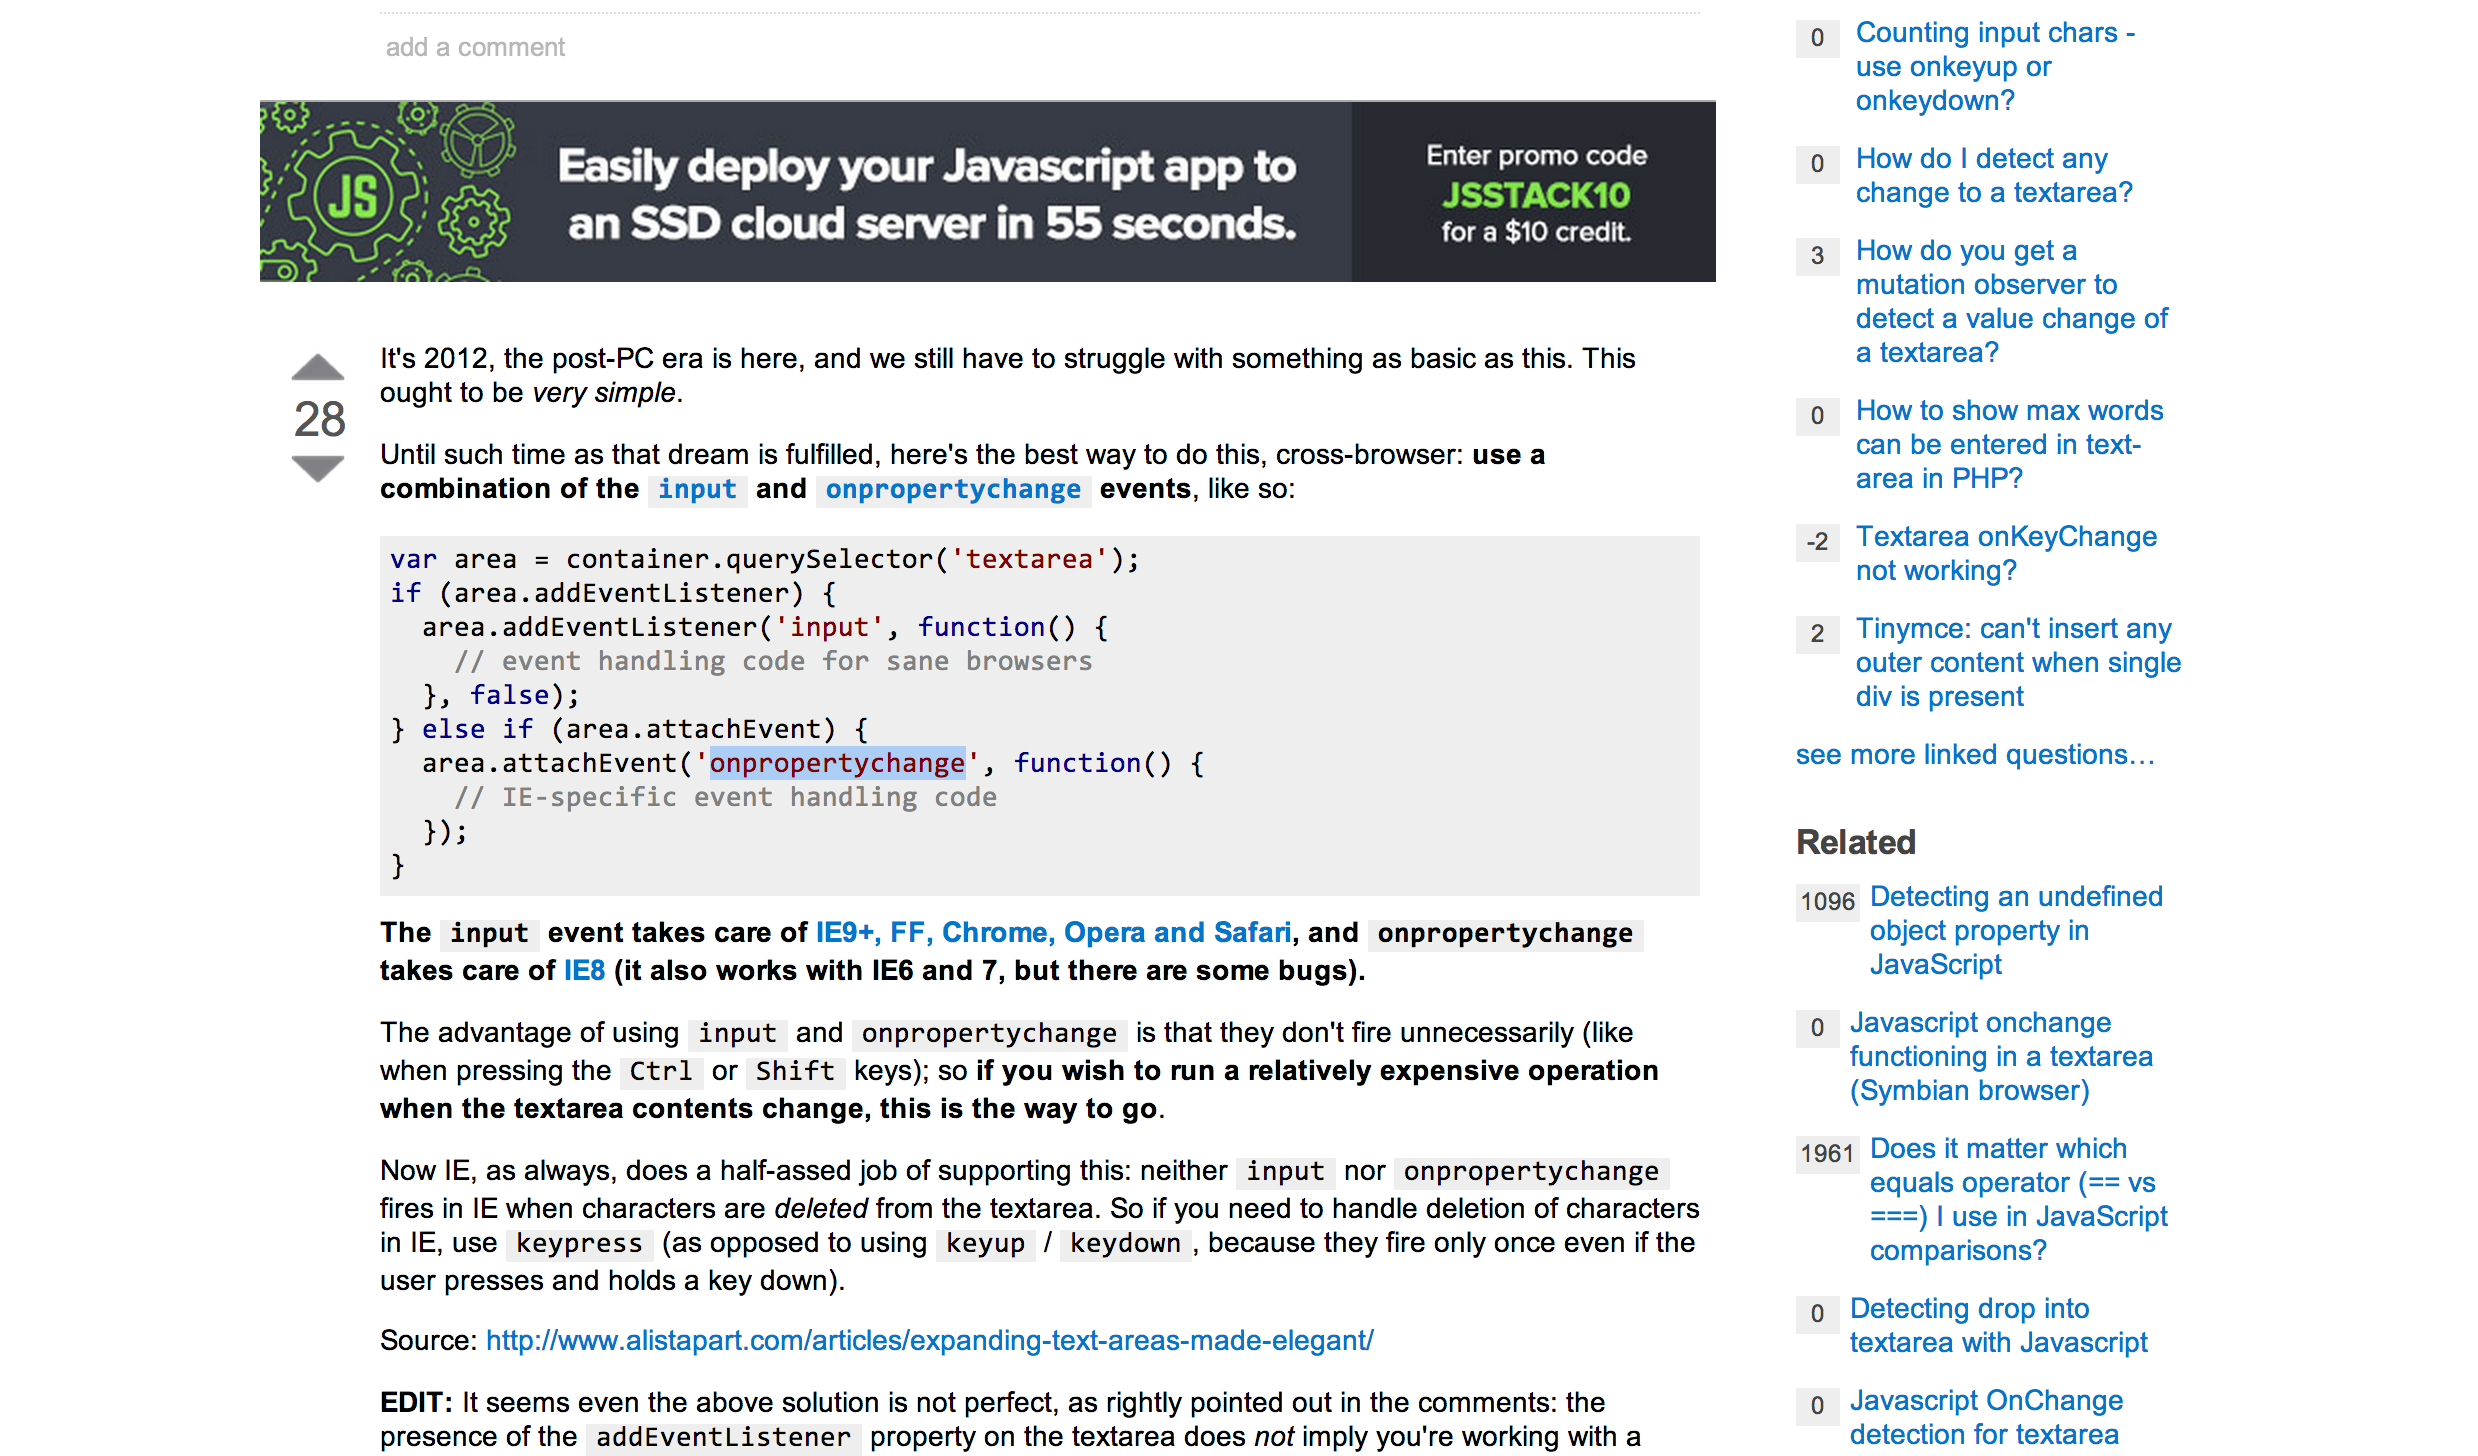 add a comment
JS
Easily deploy your Javascript app to
an SSD cloud server in 55 seconds.
Enter promo code
JSSTACK10
for a $10 credit.
28
It's 2012, the post-PC era is here, and we still have to struggle with something as basic as this. This
ought to be very simple.
Until such time as that dream is fulfilled, here's the best way to do this, cross-browser: use a
combination of the input and onpropertychange events, like so:
var area = container.querySelector('textarea');
if (area.addEventListener) {
  area.addEventListener('input', function() {
    // event handling code for sane browsers
  }, false);
} else if (area.attachEvent) {
  area.attachEvent('onpropertychange', function() {
    // IE-specific event handling code
  });
}
The input event takes care of IE9+, FF, Chrome, Opera and Safari, and onpropertychange
takes care of IE8 (it also works with IE6 and 7, but there are some bugs).
The advantage of using input and onpropertychange is that they don't fire unnecessarily (like
when pressing the Ctrl or Shift keys); so if you wish to run a relatively expensive operation
when the textarea contents change, this is the way to go.
Now IE, as always, does a half-assed job of supporting this: neither input nor onpropertychange
fires in IE when characters are deleted from the textarea. So if you need to handle deletion of characters
in IE, use keypress (as opposed to using keyup / keydown, because they fire only once even if the
user presses and holds a key down).
Source: http://www.alistapart.com/articles/expanding-text-areas-made-elegant/
EDIT: It seems even the above solution is not perfect, as rightly pointed out in the comments: the
presence of the addEventListener property on the textarea does not imply you're working with a
0 Counting input chars -
use onkeyup or
onkeydown?
0 How do I detect any
change to a textarea?
3 How do you get a
mutation observer to
detect a value change of
a textarea?
0 How to show max words
can be entered in text-
area in PHP?
-2 Textarea onKeyChange
not working?
2 Tinymce: can't insert any
outer content when single
div is present
see more linked questions…
Related
1096 Detecting an undefined
object property in
JavaScript
0 Javascript onchange
functioning in a textarea
(Symbian browser)
1961 Does it matter which
equals operator (== vs
===) I use in JavaScript
comparisons?
0 Detecting drop into
textarea with Javascript
0 Javascript OnChange
detection for textarea